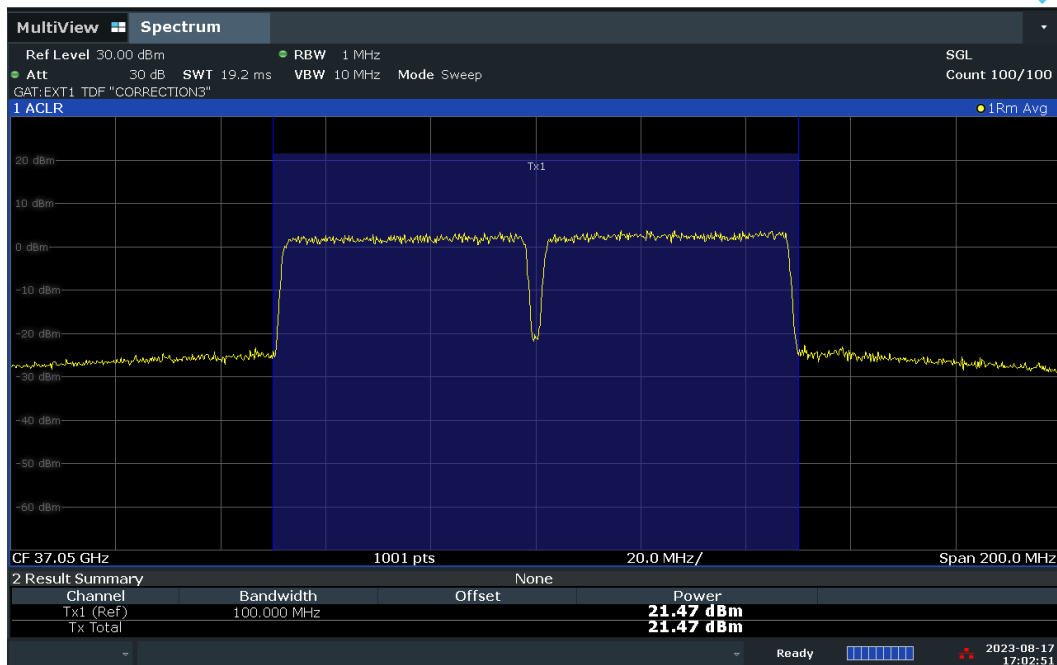 MultiView Spectrum
Ref Level 30.00 dBm RBW 1 MHz SGL
Att 30 dB SWT 19.2 ms VBW 10 MHz Mode Sweep Count 100/100
GAT:EXT1 TDF "CORRECTION3"
1 ACLR 1Rm Avg
20 dBm
Tx1
10 dBm
0 dBm
-10 dBm
-20 dBm
-30 dBm
-40 dBm
-50 dBm
-60 dBm
CF 37.05 GHz 1001 pts 20.0 MHz/ Span 200.0 MHz
2 Result Summary None
Channel Bandwidth Offset Power
Tx1 (Ref) 100.000 MHz 21.47 dBm
Tx Total 21.47 dBm
Ready 2023-08-17
17:02:51